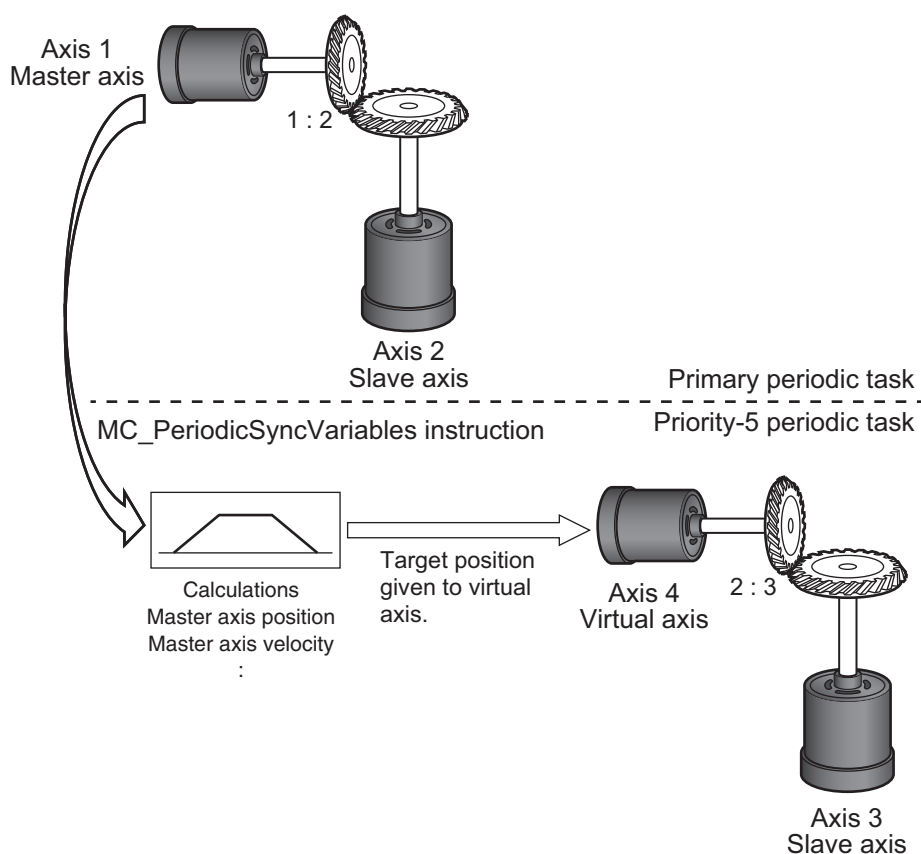 Axis 1
Master axis
1 : 2
Axis 2
Slave axis
Primary periodic task
MC_PeriodicSyncVariables instruction
Priority-5 periodic task
Calculations
Master axis position
Master axis velocity
:
Target position
given to virtual
axis.
Axis 4
Virtual axis
2 : 3
Axis 3
Slave axis